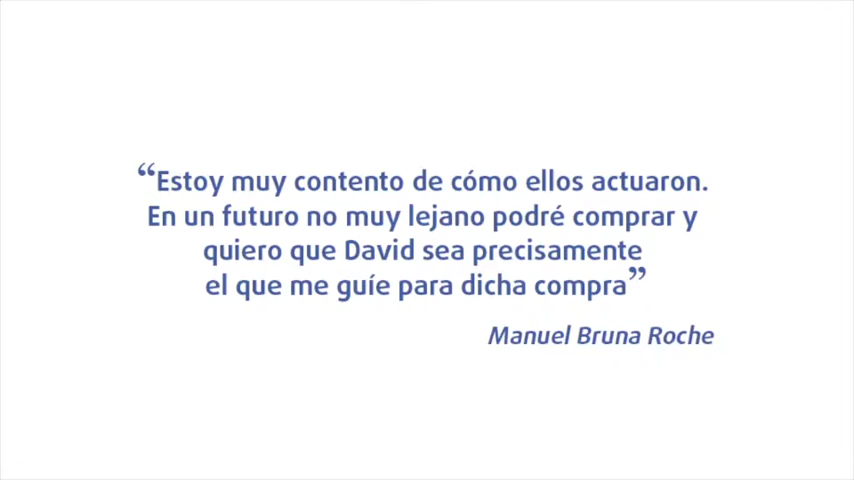 “Estoy muy contento de cómo ellos actuaron.
En un futuro no muy lejano podré comprar y
quiero que David sea precisamente
el que me guíe para dicha compra”
Manuel Bruna Roche